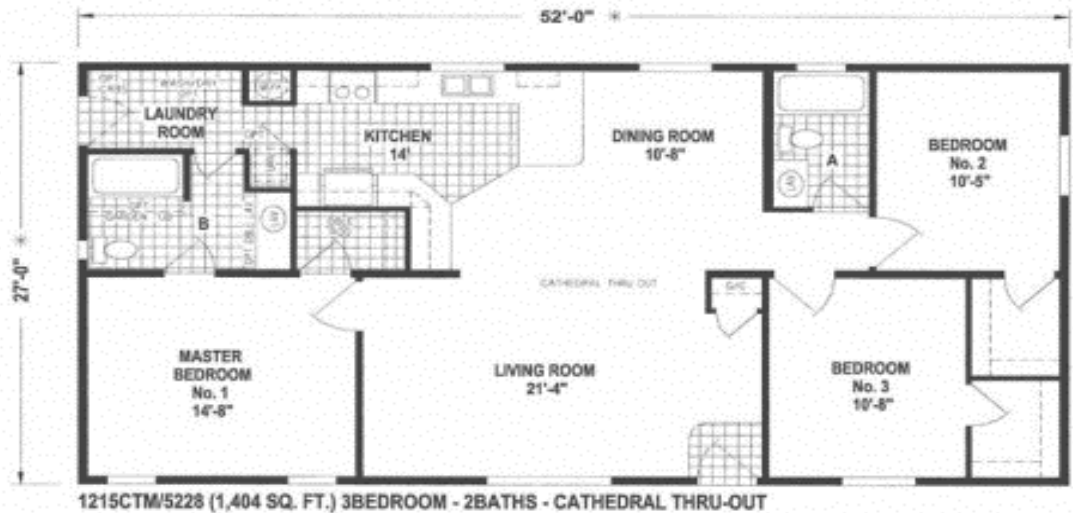 52'-0" *
27'-0" *
LAUNDRY
ROOM
KITCHEN
14'
DINING ROOM
10'-8"
A
BEDROOM
No. 2
10'-5"
B
CATHEDRAL THRU OUT
MASTER
BEDROOM
No. 1
14'-8"
LIVING ROOM
21'-4"
BEDROOM
No. 3
10'-8"
1215CTM/5228 (1,404 SQ. FT.) 3BEDROOM - 2BATHS - CATHEDRAL THRU-OUT